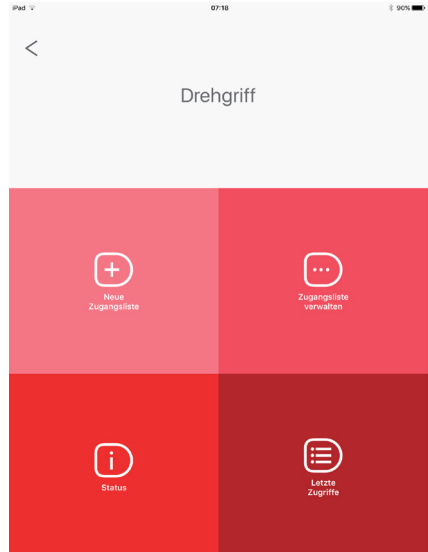 iPad 07:18 90%
Drehgriff
Neue
Zugangsliste
Zugangsliste
verwalten
Status
Letzte
Zugriffe